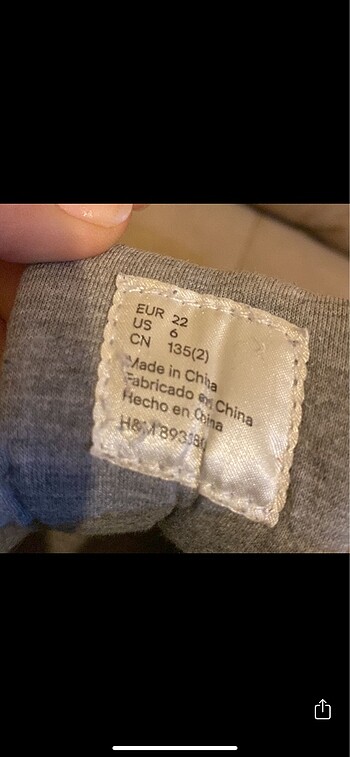 EUR 22
US 6
CN 135(2)
Made in China
Fabricado en China
Hecho en China
H&M